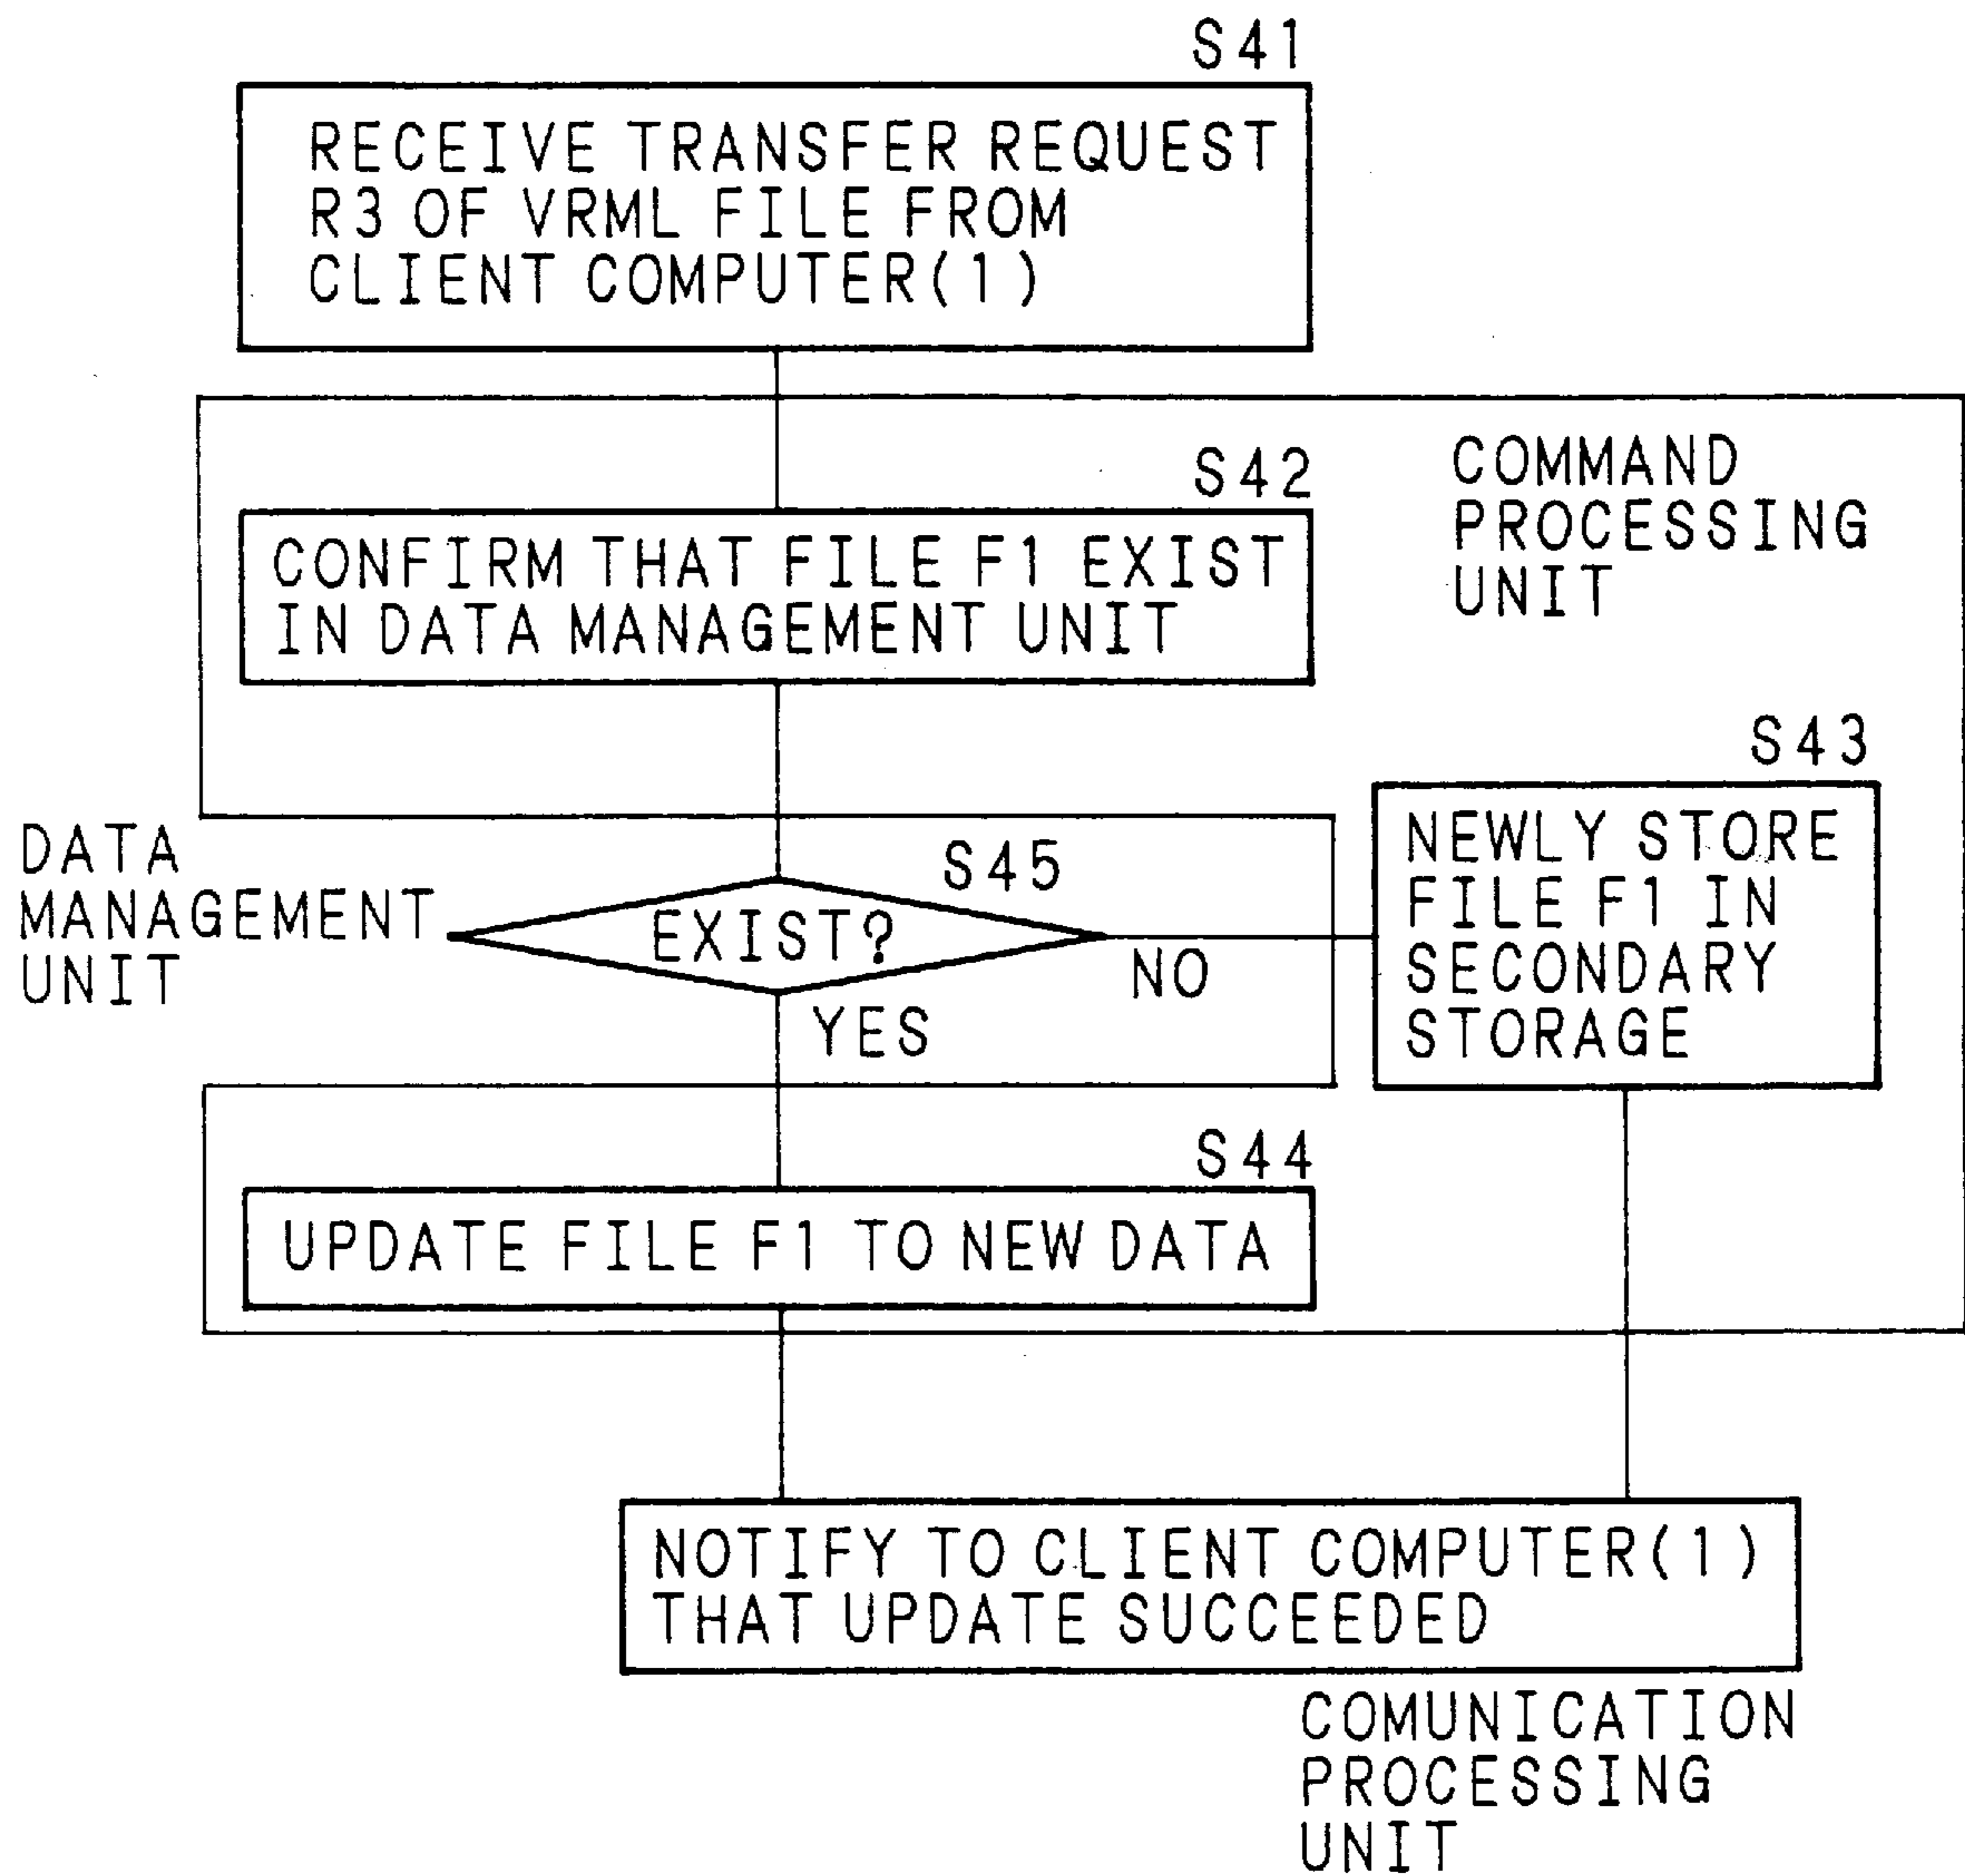 S41
RECEIVE TRANSFER REQUEST
R3 OF VRML FILE FROM
CLIENT COMPUTER(1)
S42
CONFIRM THAT FILE F1 EXIST
IN DATA MANAGEMENT UNIT
COMMAND
PROCESSING
UNIT
S43
NEWLY STORE
FILE F1 IN
SECONDARY
STORAGE
DATA
MANAGEMENT
UNIT
S45
EXIST?
NO
YES
S44
UPDATE FILE F1 TO NEW DATA
NOTIFY TO CLIENT COMPUTER(1)
THAT UPDATE SUCCEEDED
COMUNICATION
PROCESSING
UNIT